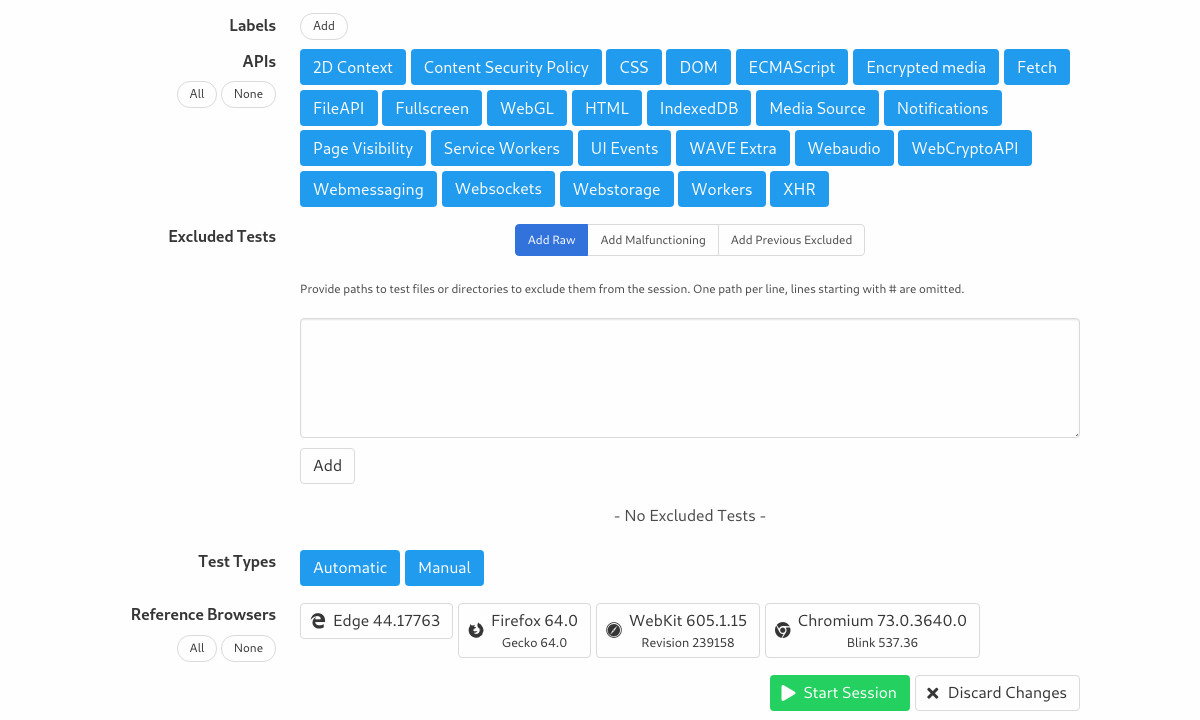 Labels Add
APIs
All None
2D Context Content Security Policy CSS DOM ECMAScript Encrypted media Fetch
FileAPI Fullscreen WebGL HTML IndexedDB Media Source Notifications
Page Visibility Service Workers UI Events WAVE Extra Webaudio WebCryptoAPI
Webmessaging Websockets Webstorage Workers XHR
Excluded Tests Add Raw Add Malfunctioning Add Previous Excluded
Provide paths to test files or directories to exclude them from the session. One path per line, lines starting with # are omitted.
Add
- No Excluded Tests -
Test Types Automatic Manual
Reference Browsers
All None
Edge 44.17763
Firefox 64.0
Gecko 64.0
WebKit 605.1.15
Revision 239158
Chromium 73.0.3640.0
Blink 537.36
Start Session Discard Changes